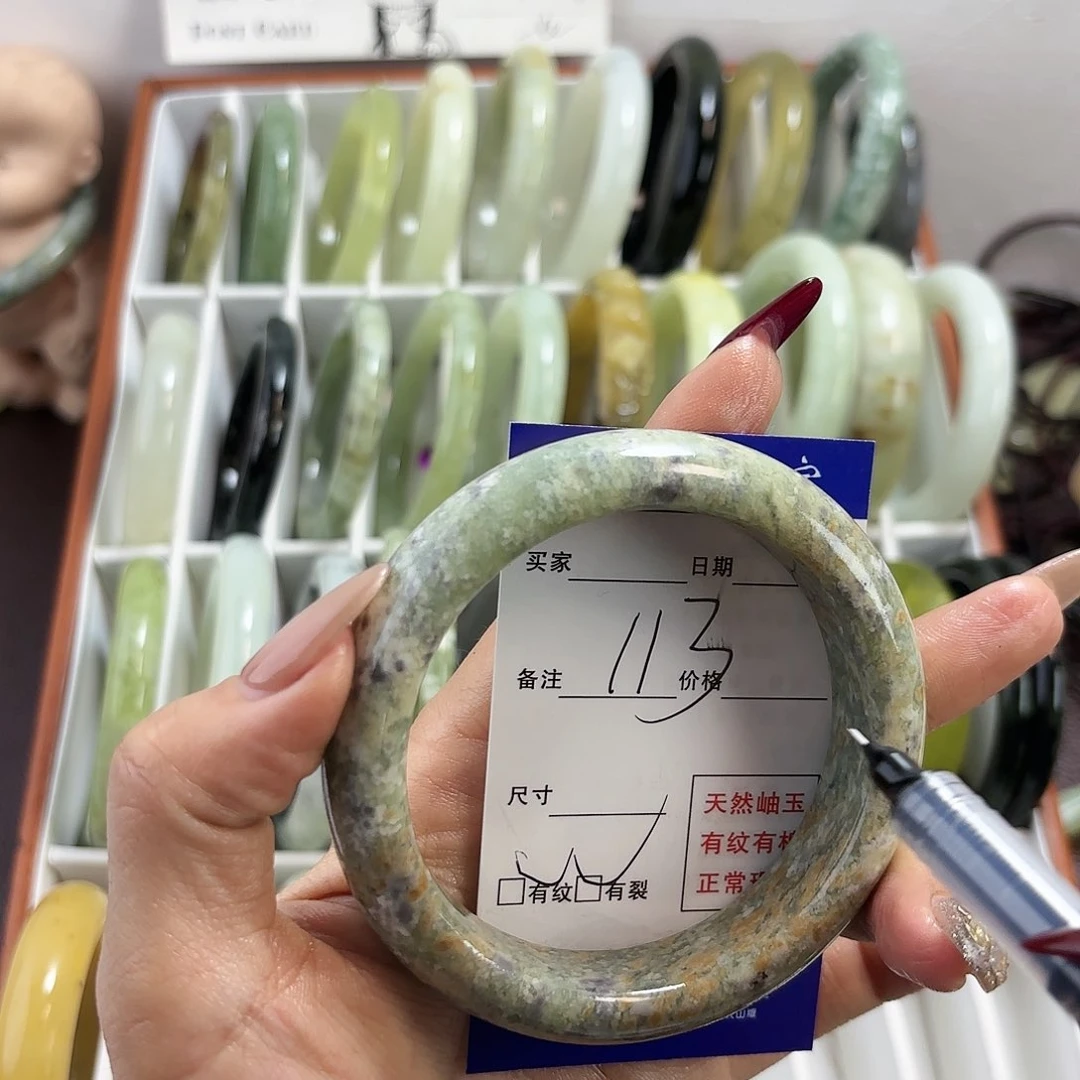 买家 日期
113
备注 价格
尺寸
有纹 有裂
天然岫玉
有纹有
正常